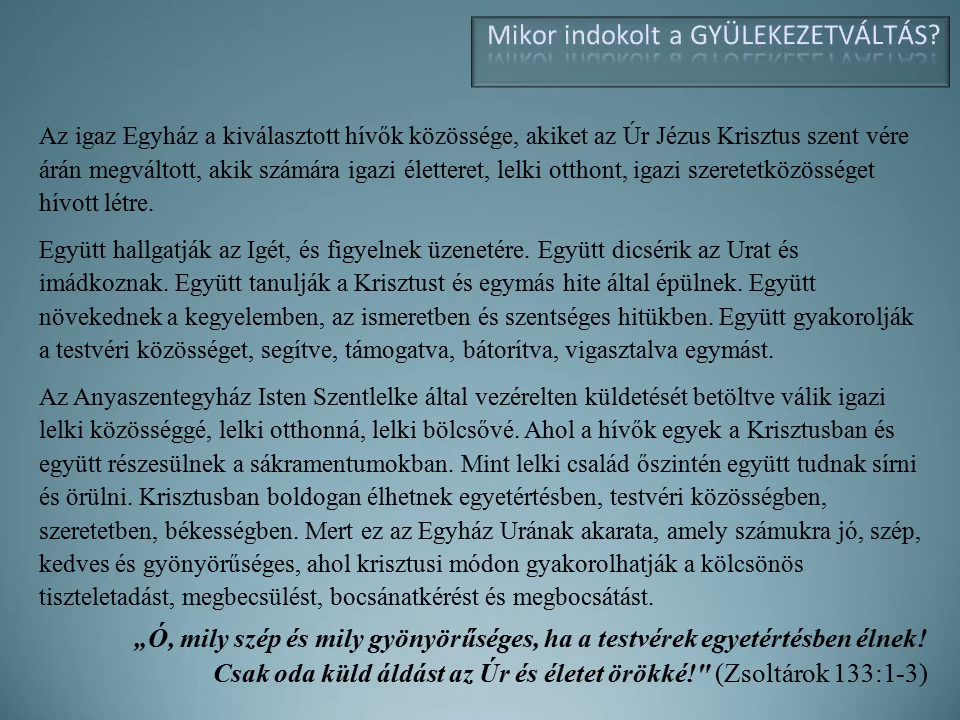 Mikor indokolt a GYÜLEKEZETVÁLTÁS?
Az igaz Egyház a kiválasztott hívők közössége, akiket az Úr Jézus Krisztus szent vére
árán megváltott, akik számára igazi életteret, lelki otthont, igazi szeretetközösséget
hívott létre.
Együtt hallgatják az Igét, és figyelnek üzenetére. Együtt dicsérik az Urat és
imádkoznak. Együtt tanulják a Krisztust és egymás hite által épülnek. Együtt
növekednek a kegyelemben, az ismeretben és szentséges hitükben. Együtt gyakorolják
a testvéri közösséget, segítve, támogatva, bátorítva, vigasztalva egymást.
Az Anyaszentegyház Isten Szentlelke által vezérelten küldetését betöltve válik igazi
lelki közösséggé, lelki otthonná, lelki bölcsővé. Ahol a hívők egyek a Krisztusban és
együtt részesülnek a sákramentumokban. Mint lelki család őszintén együtt tudnak sírni
és örülni. Krisztusban boldogan élhetnek egyetértésben, testvéri közösségben,
szeretetben, békességben. Mert ez az Egyház Urának akarata, amely számukra jó, szép,
kedves és gyönyörűséges, ahol krisztusi módon gyakorolhatják a kölcsönös
tiszteletadást, megbecsülést, bocsánatkérést és megbocsátást.
„Ó, mily szép és mily gyönyörűséges, ha a testvérek egyetértésben élnek!
Csak oda küld áldást az Úr és életet örökké!" (Zsoltárok 133:1-3)